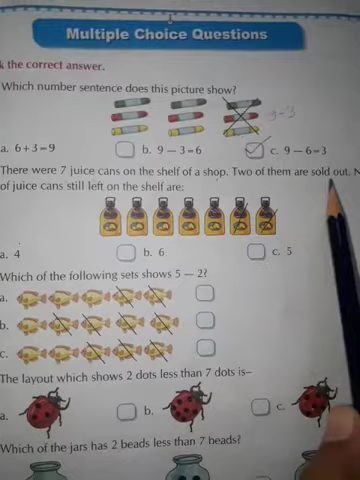 Multiple Choice Questions
k the correct answer.
Which number sentence does this picture show?
9-3
a. 6+3=9 b. 9 — 3=6 c. 9 — 6=3
There were 7 juice cans on the shelf of a shop. Two of them are sold out. N
of juice cans still left on the shelf are:
a. 4 b. 6 c. 5
Which of the following sets shows 5 — 2?
a.
b.
c.
The layout which shows 2 dots less than 7 dots is–
a. b. c.
Which of the jars has 2 beads less than 7 beads?